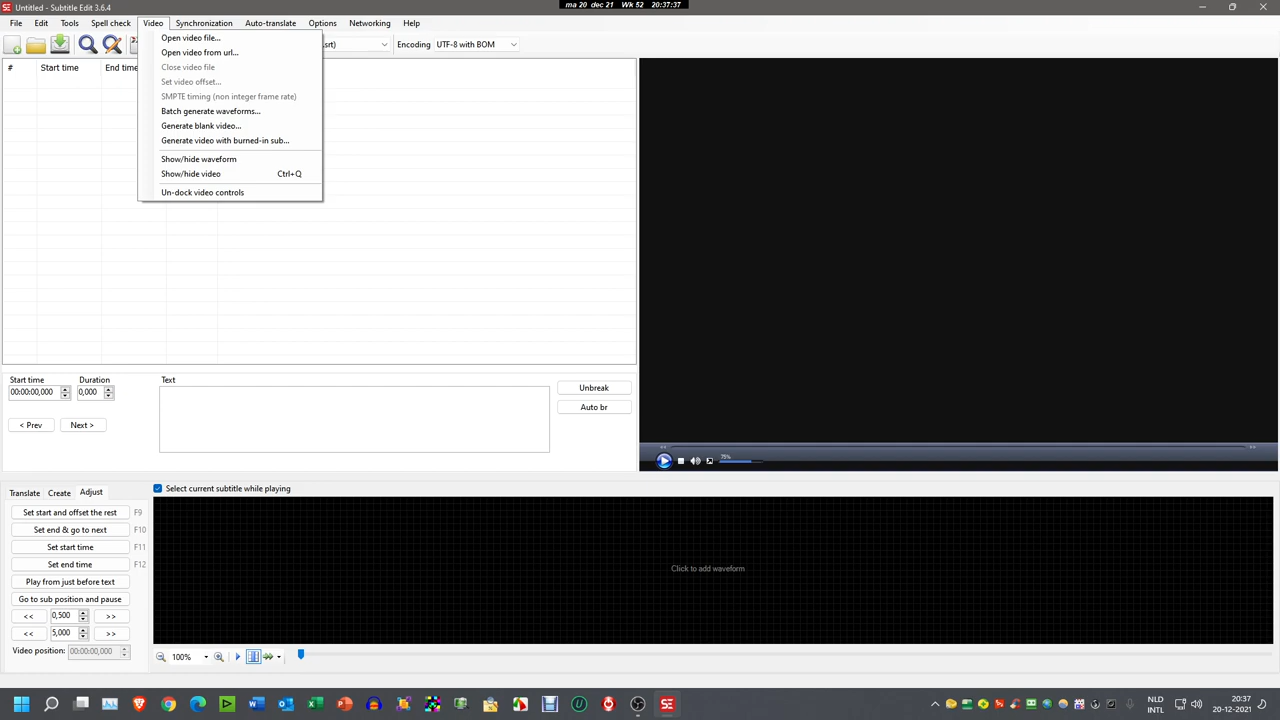 Untitled - Subtitle Edit 3.6.4
ma 20 dec 21 Wk 52 20:37:37
File Edit Tools Spell check Video Synchronization Auto-translate Options Networking Help
Open video file...
Open video from url...
Close video file
Set video offset...
SMPTE timing (non integer frame rate)
Batch generate waveforms...
Generate blank video...
Generate video with burned-in sub...
Show/hide waveform
Show/hide video Ctrl+Q
Un-dock video controls
.srt) Encoding UTF-8 with BOM
# Start time End time
Start time Duration Text
00:00:00,000 0,000
Unbreak
Auto br
< Prev Next >
75%
Translate Create Adjust
Select current subtitle while playing
Set start and offset the rest F9
Set end & go to next F10
Set start time F11
Set end time F12
Play from just before text
Go to sub position and pause
<< 0,500 >>
<< 5,000 >>
Video position: 00:00:00,000
Click to add waveform
100%
SE
NLD
INTL
20:37
20-12-2021